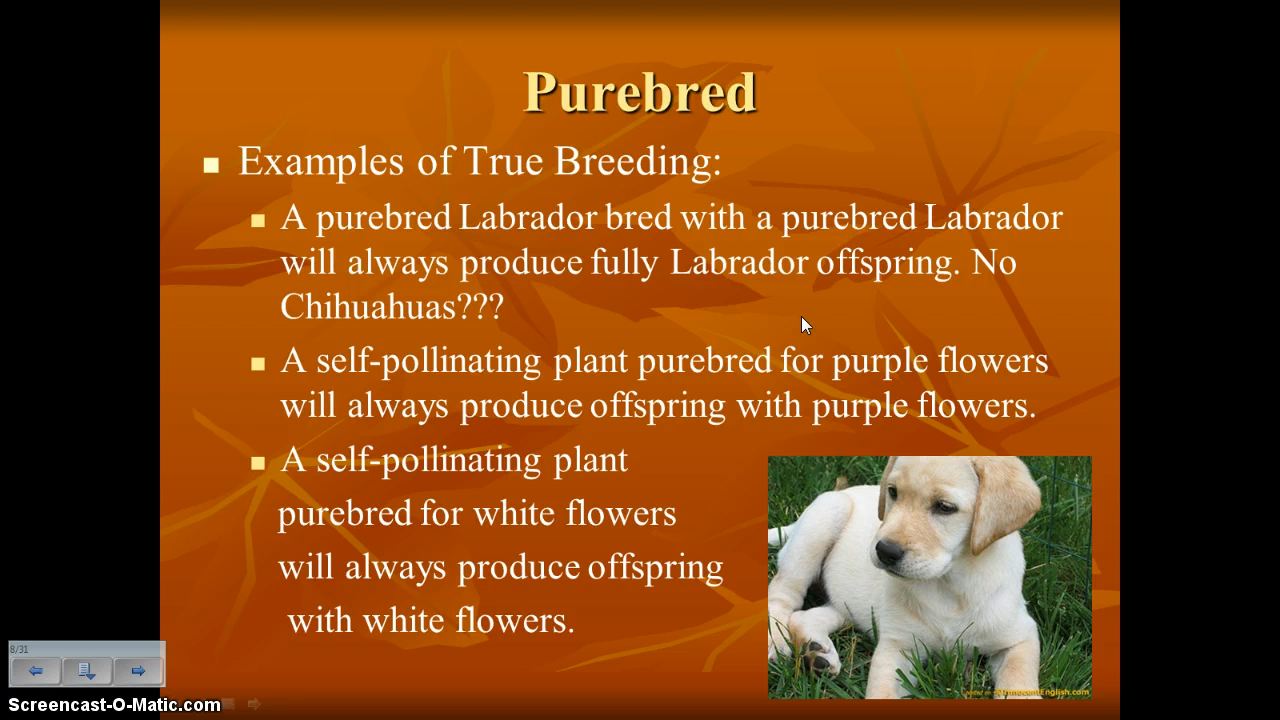 Purebred
Examples of True Breeding:
A purebred Labrador bred with a purebred Labrador
will always produce fully Labrador offspring. No
Chihuahuas???
A self-pollinating plant purebred for purple flowers
will always produce offspring with purple flowers.
A self-pollinating plant
purebred for white flowers
will always produce offspring
with white flowers.
8/31
Screencast-O-Matic.com